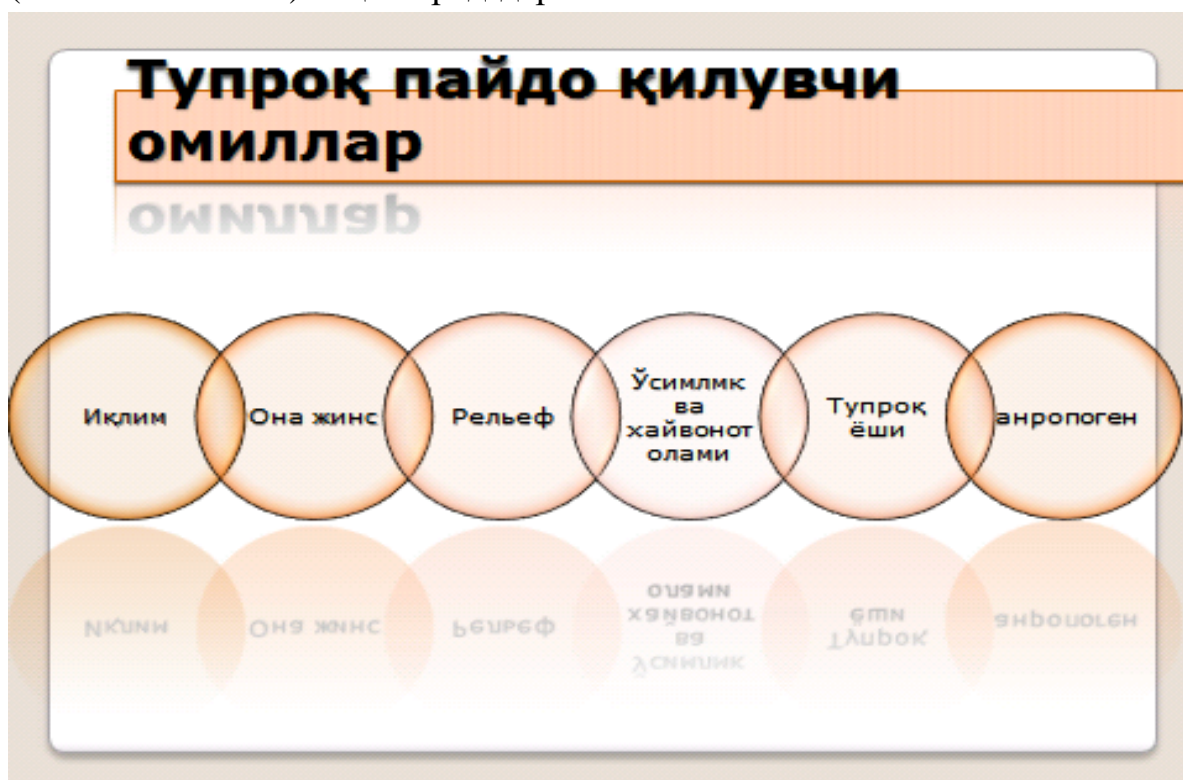 Тупроқ пайдо қилувчи
омиллар
Иқлим
Она жинс
Рельеф
Ўсимлмк
ва
хайвонот
олами
Тупроқ
ёши
анропоген